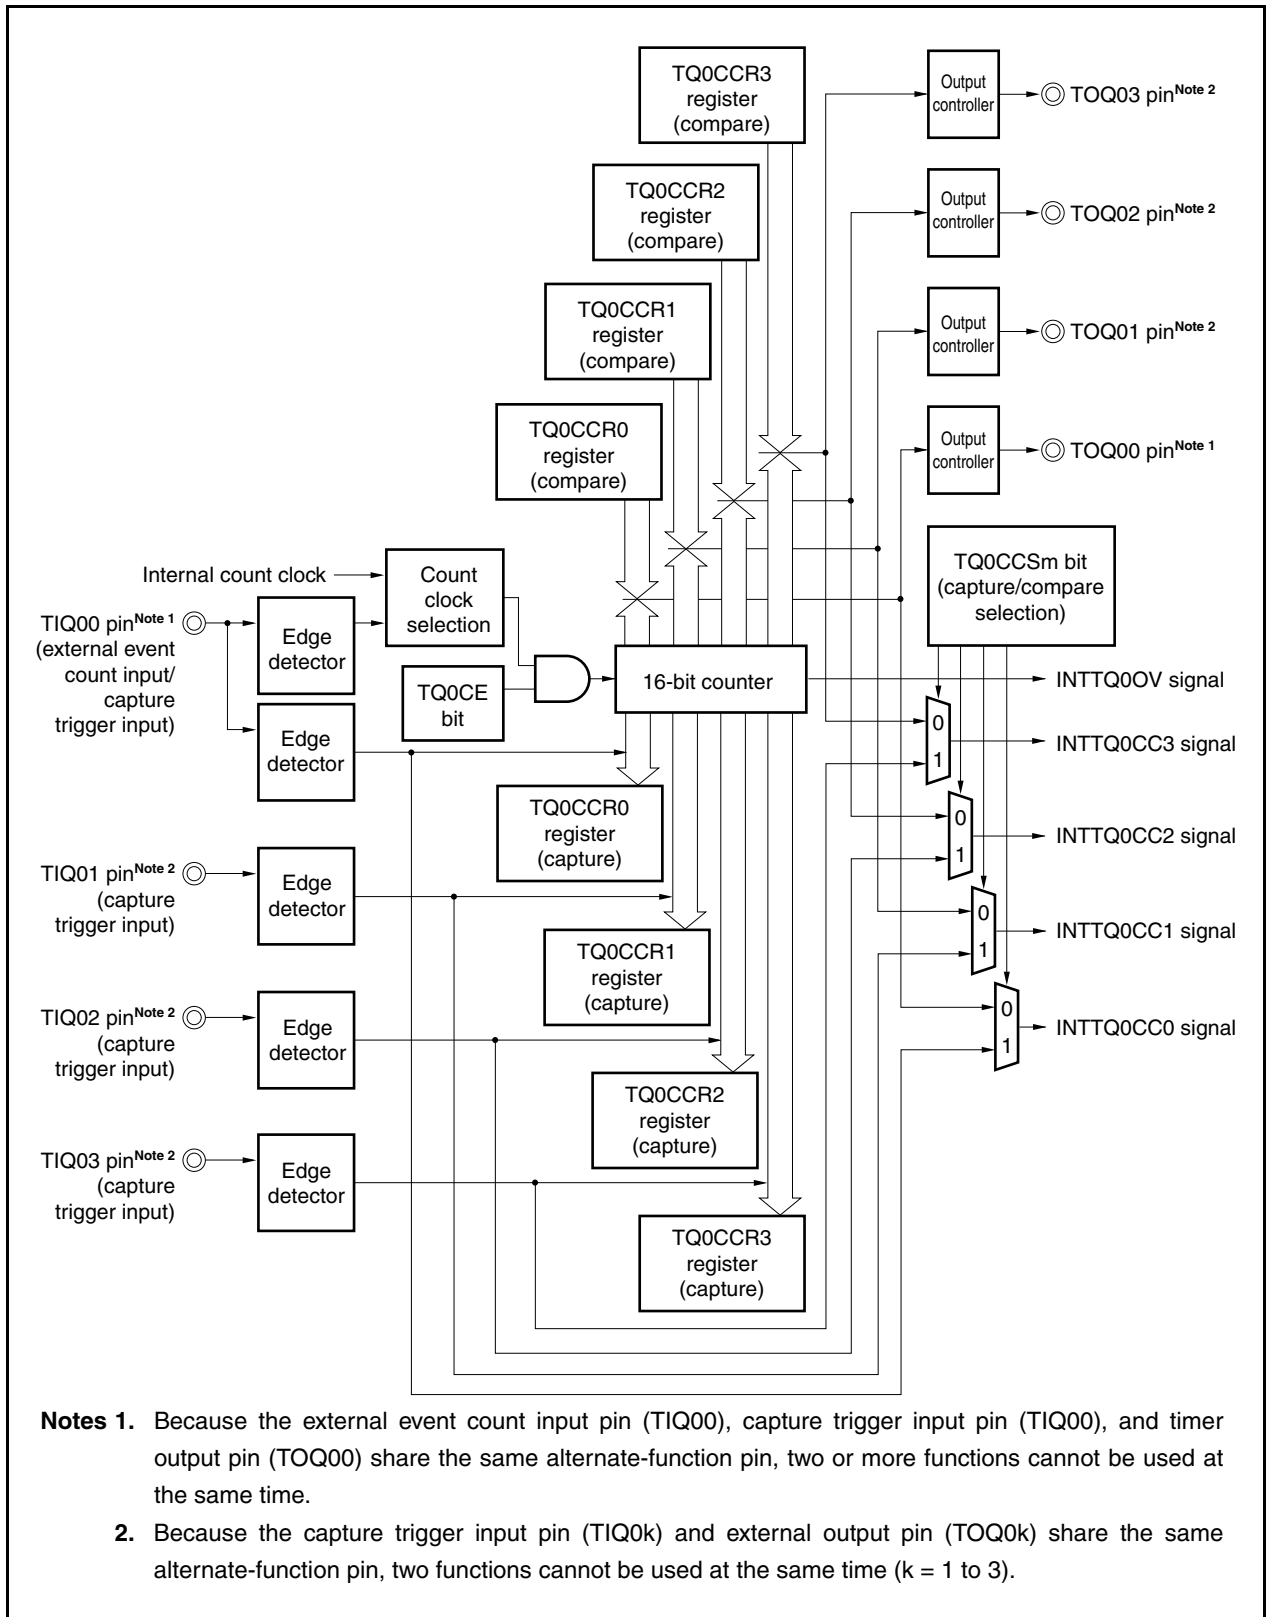 TQ0CCR3
register
(compare)
Output
controller
TOQ03 pinNote 2
TQ0CCR2
register
(compare)
Output
controller
TOQ02 pinNote 2
TQ0CCR1
register
(compare)
Output
controller
TOQ01 pinNote 2
TQ0CCR0
register
(compare)
Output
controller
TOQ00 pinNote 1
TQ0CCSm bit
(capture/compare
selection)
Internal count clock
Count
clock
selection
TIQ00 pinNote 1
(external event
count input/
capture
trigger input)
Edge
detector
TQ0CE
bit
16-bit counter
INTTQ0OV signal
Edge
detector
0
1
INTTQ0CC3 signal
TQ0CCR0
register
(capture)
0
1
INTTQ0CC2 signal
TIQ01 pinNote 2
(capture
trigger input)
Edge
detector
0
1
INTTQ0CC1 signal
TQ0CCR1
register
(capture)
0
1
INTTQ0CC0 signal
TIQ02 pinNote 2
(capture
trigger input)
Edge
detector
TQ0CCR2
register
(capture)
TIQ03 pinNote 2
(capture
trigger input)
Edge
detector
TQ0CCR3
register
(capture)
Notes 1. Because the external event count input pin (TIQ00), capture trigger input pin (TIQ00), and timer
output pin (TOQ00) share the same alternate-function pin, two or more functions cannot be used at
the same time.
2. Because the capture trigger input pin (TIQ0k) and external output pin (TOQ0k) share the same
alternate-function pin, two functions cannot be used at the same time (k = 1 to 3).